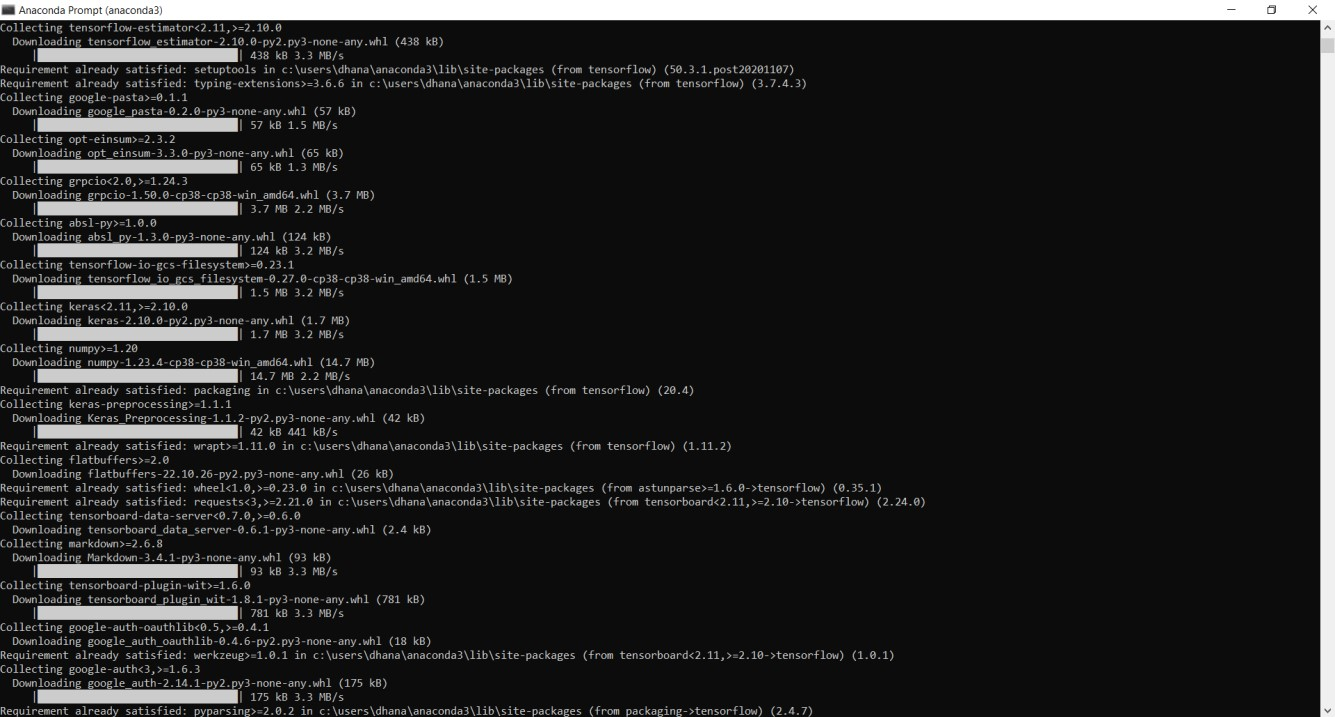 Anaconda Prompt (anaconda3)
Collecting tensorflow-estimator<2.11,>=2.10.0
Downloading tensorflow_estimator-2.10.0-py2.py3-none-any.whl (438 kB)
| | 438 kB 3.3 MB/s
Requirement already satisfied: setuptools in c:\users\dhana\anaconda3\lib\site-packages (from tensorflow) (50.3.1.post20201107)
Requirement already satisfied: typing-extensions>=3.6.6 in c:\users\dhana\anaconda3\lib\site-packages (from tensorflow) (3.7.4.3)
Collecting google-pasta>=0.1.1
Downloading google_pasta-0.2.0-py3-none-any.whl (57 kB)
| | 57 kB 1.5 MB/s
Collecting opt-einsum>=2.3.2
Downloading opt_einsum-3.3.0-py3-none-any.whl (65 kB)
| | 65 kB 1.3 MB/s
Collecting grpcio<2.0,>=1.24.3
Downloading grpcio-1.50.0-cp38-cp38-win_amd64.whl (3.7 MB)
| | 3.7 MB 2.2 MB/s
Collecting absl-py>=1.0.0
Downloading absl_py-1.3.0-py3-none-any.whl (124 kB)
| | 124 kB 3.2 MB/s
Collecting tensorflow-io-gcs-filesystem>=0.23.1
Downloading tensorflow_io_gcs_filesystem-0.27.0-cp38-cp38-win_amd64.whl (1.5 MB)
| | 1.5 MB 3.2 MB/s
Collecting keras<2.11,>=2.10.0
Downloading keras-2.10.0-py2.py3-none-any.whl (1.7 MB)
| | 1.7 MB 3.2 MB/s
Collecting numpy>=1.20
Downloading numpy-1.23.4-cp38-cp38-win_amd64.whl (14.7 MB)
| | 14.7 MB 2.2 MB/s
Requirement already satisfied: packaging in c:\users\dhana\anaconda3\lib\site-packages (from tensorflow) (20.4)
Collecting keras-preprocessing>=1.1.1
Downloading Keras_Preprocessing-1.1.2-py2.py3-none-any.whl (42 kB)
| | 42 kB 441 kB/s
Requirement already satisfied: wrapt>=1.11.0 in c:\users\dhana\anaconda3\lib\site-packages (from tensorflow) (1.11.2)
Collecting flatbuffers>=2.0
Downloading flatbuffers-22.10.26-py2.py3-none-any.whl (26 kB)
Requirement already satisfied: wheel<1.0,>=0.23.0 in c:\users\dhana\anaconda3\lib\site-packages (from astunparse>=1.6.0->tensorflow) (0.35.1)
Requirement already satisfied: requests<3,>=2.21.0 in c:\users\dhana\anaconda3\lib\site-packages (from tensorboard<2.11,>=2.10->tensorflow) (2.24.0)
Collecting tensorboard-data-server<0.7.0,>=0.6.0
Downloading tensorboard_data_server-0.6.1-py3-none-any.whl (2.4 kB)
Collecting markdown>=2.6.8
Downloading Markdown-3.4.1-py3-none-any.whl (93 kB)
| | 93 kB 3.3 MB/s
Collecting tensorboard-plugin-wit>=1.6.0
Downloading tensorboard_plugin_wit-1.8.1-py3-none-any.whl (781 kB)
| | 781 kB 3.3 MB/s
Collecting google-auth-oauthlib<0.5,>=0.4.1
Downloading google_auth_oauthlib-0.4.6-py2.py3-none-any.whl (18 kB)
Requirement already satisfied: werkzeug>=1.0.1 in c:\users\dhana\anaconda3\lib\site-packages (from tensorboard<2.11,>=2.10->tensorflow) (1.0.1)
Collecting google-auth<3,>=1.6.3
Downloading google_auth-2.14.1-py2.py3-none-any.whl (175 kB)
| | 175 kB 3.3 MB/s
Requirement already satisfied: pyparsing>=2.0.2 in c:\users\dhana\anaconda3\lib\site-packages (from packaging->tensorflow) (2.4.7)